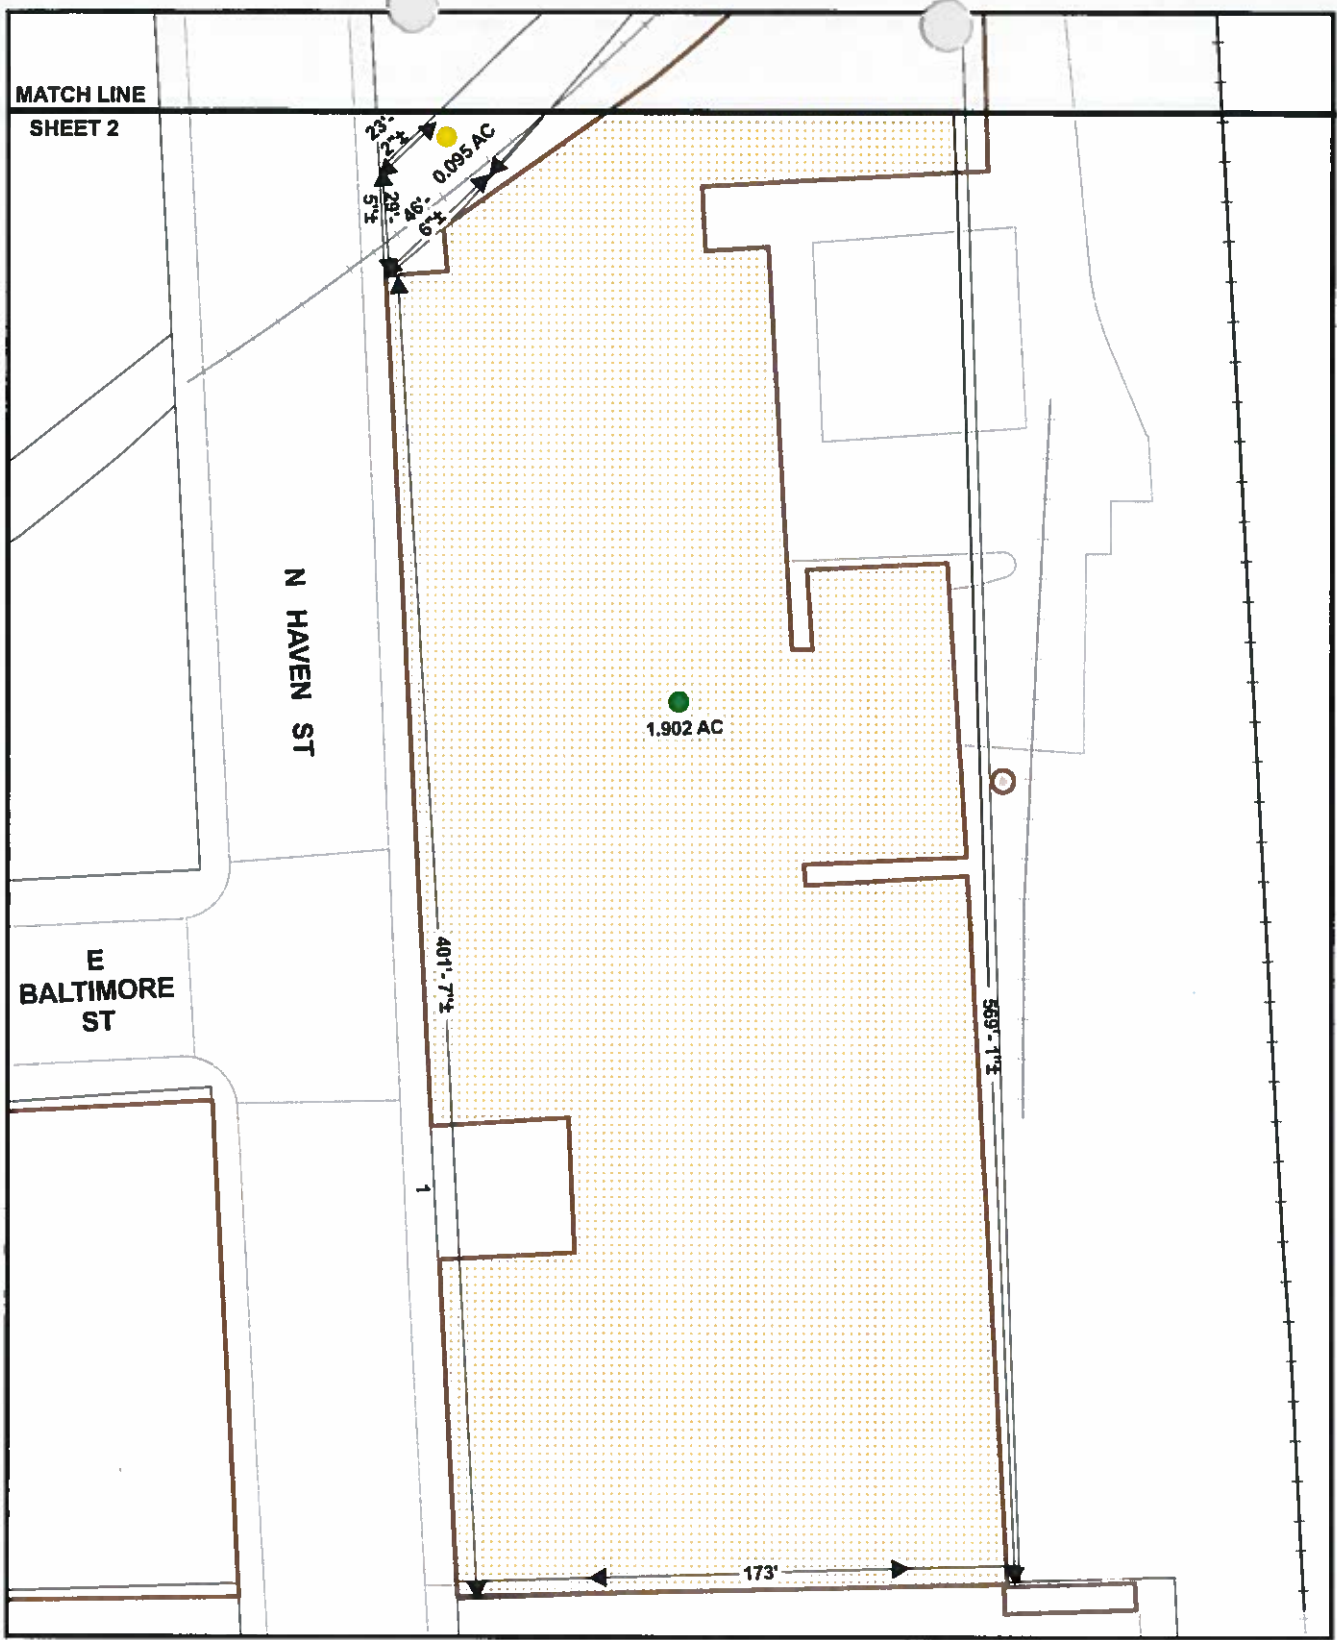 MATCH LINE
SHEET 2
23'-
2"±
0.095 AC
29'-
5"±
46'-
6"±
N HAVEN ST
1.902 AC
401'- 7"±
E
BALTIMORE
ST
569'- 1"±
1
173'